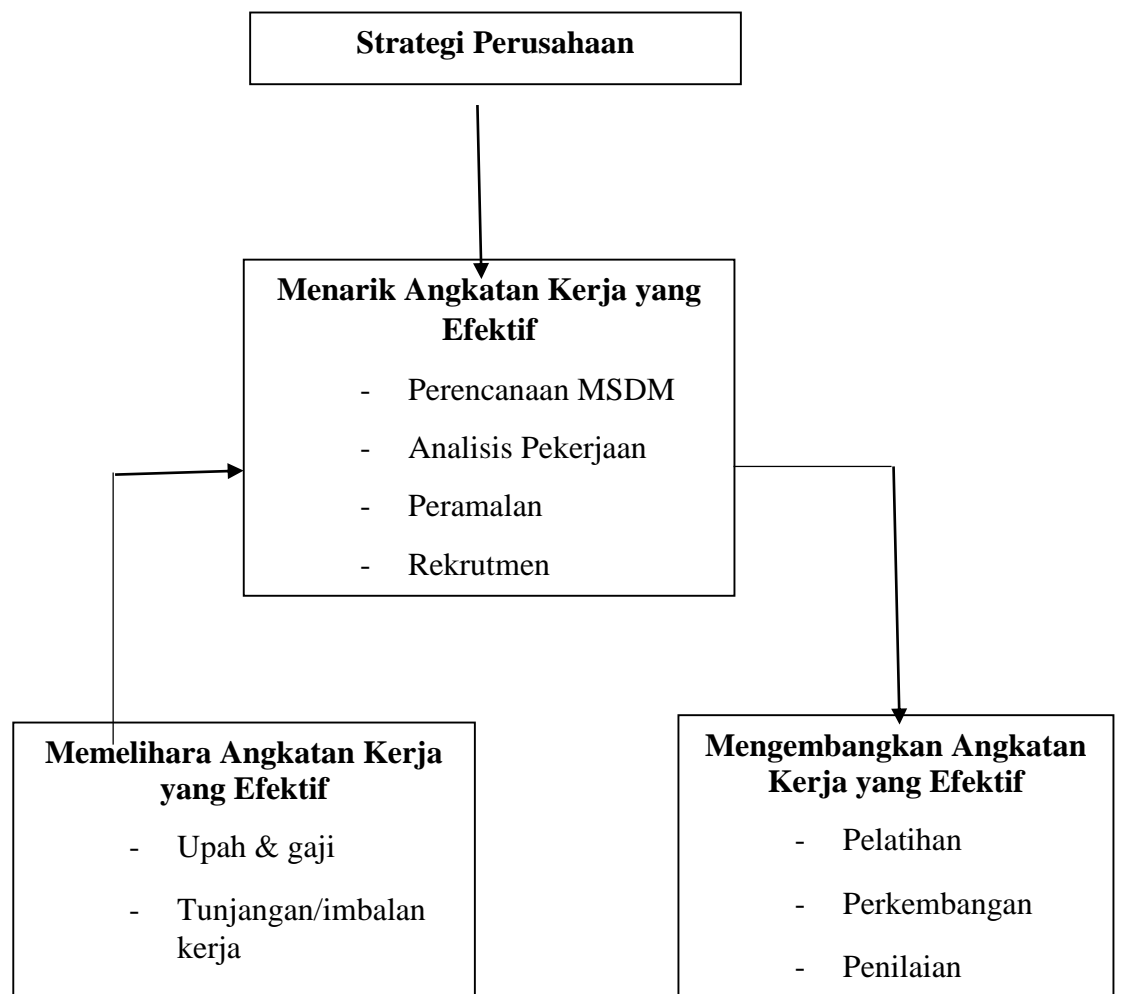 Strategi Perusahaan
Menarik Angkatan Kerja yang
Efektif
- Perencanaan MSDM
- Analisis Pekerjaan
- Peramalan
- Rekrutmen
Memelihara Angkatan Kerja
yang Efektif
- Upah & gaji
- Tunjangan/imbalan
kerja
Mengembangkan Angkatan
Kerja yang Efektif
- Pelatihan
- Perkembangan
- Penilaian